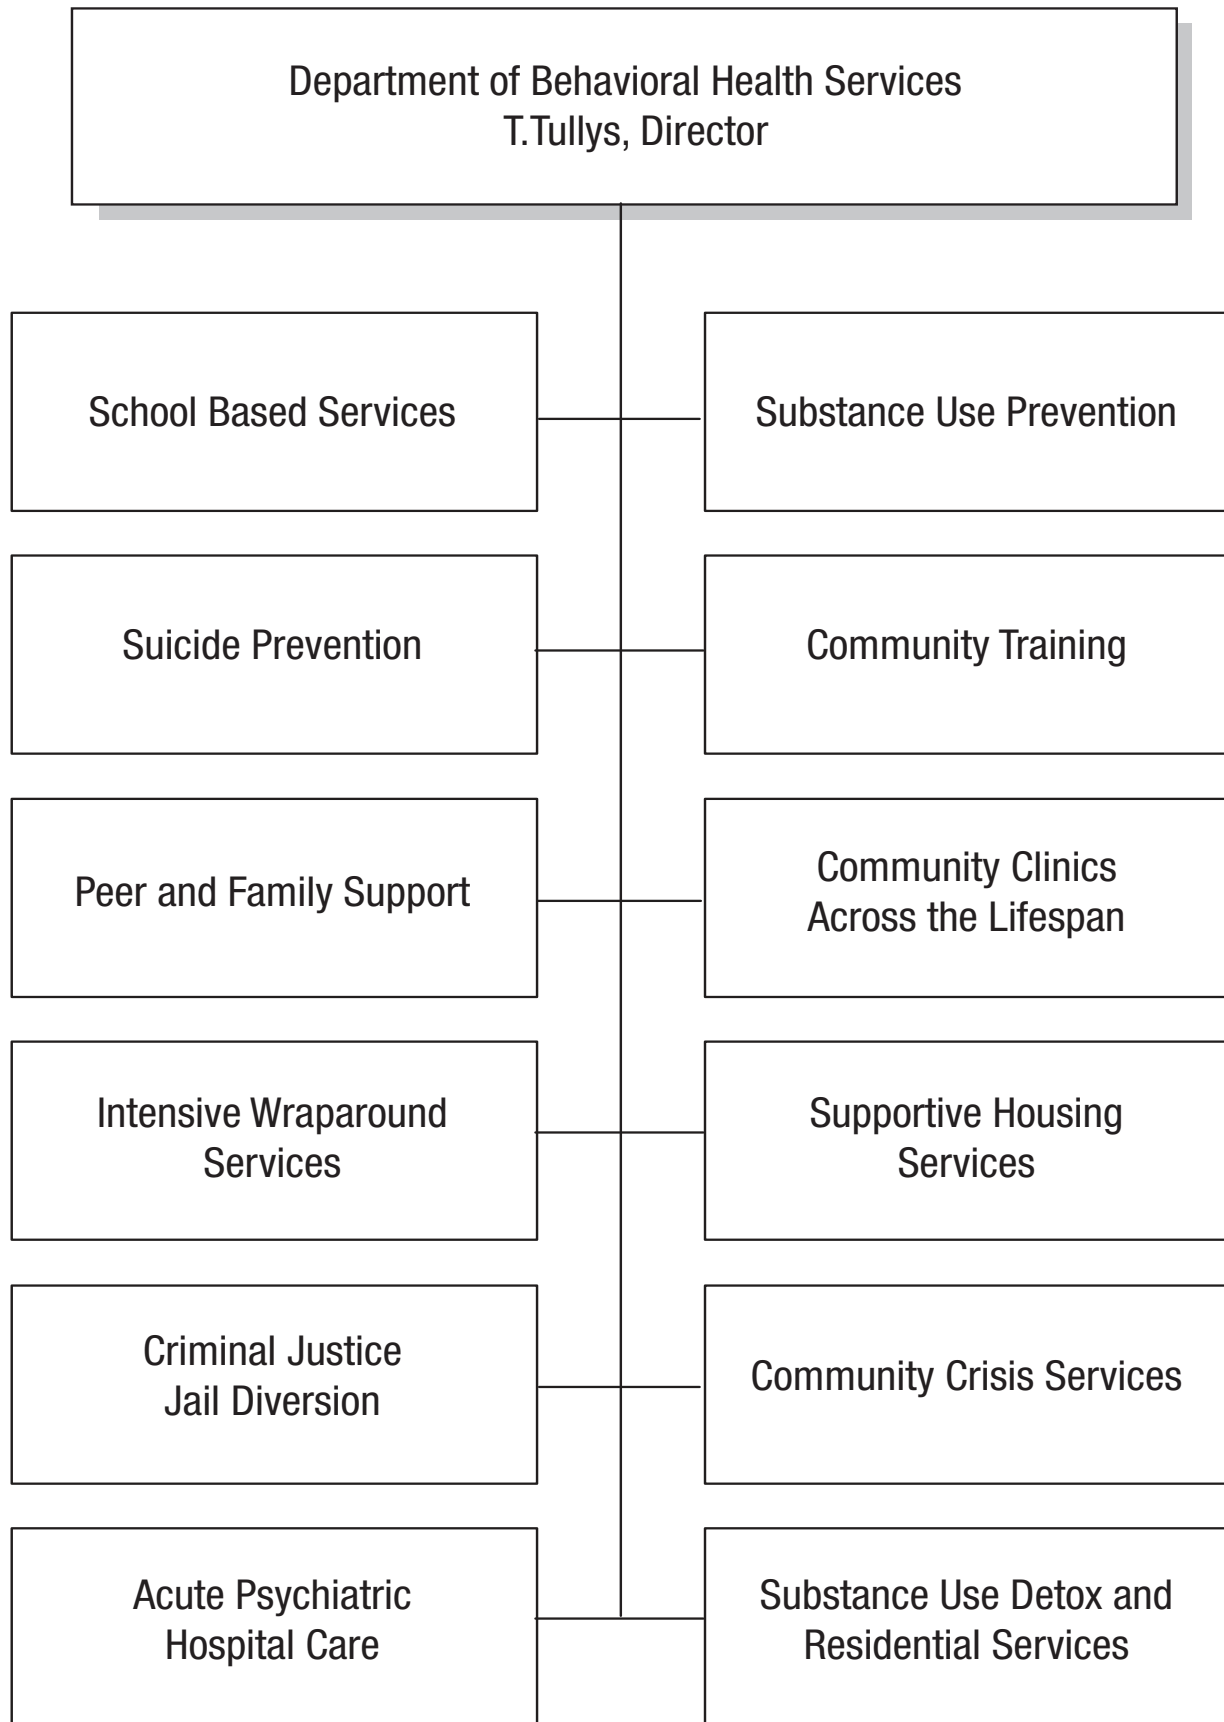 Department of Behavioral Health Services
T.Tullys, Director
School Based Services
Substance Use Prevention
Suicide Prevention
Community Training
Peer and Family Support
Community Clinics
Across the Lifespan
Intensive Wraparound
Services
Supportive Housing
Services
Criminal Justice
Jail Diversion
Community Crisis Services
Acute Psychiatric
Hospital Care
Substance Use Detox and
Residential Services